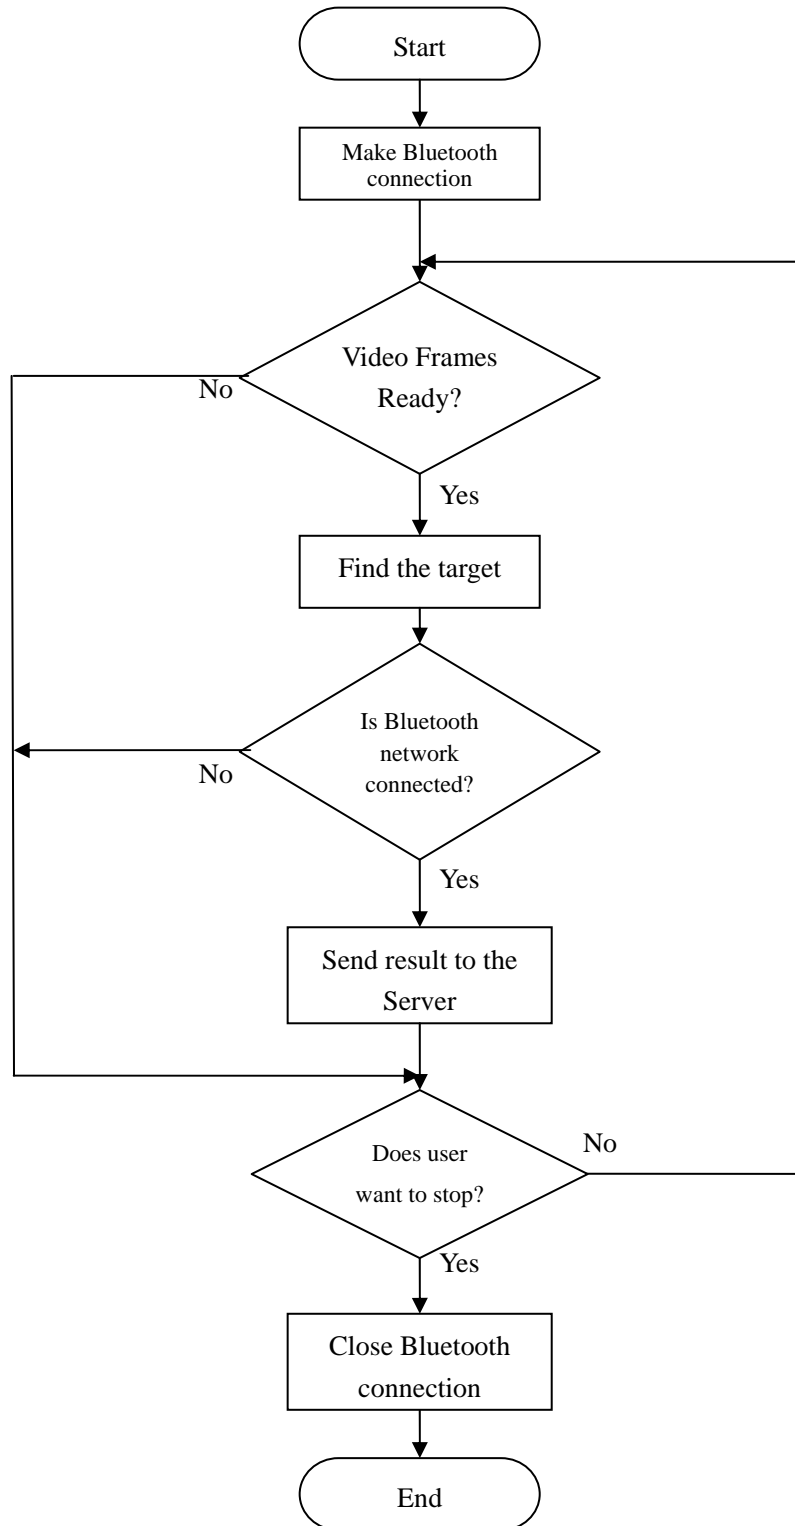 Start
Make Bluetooth
connection
Video Frames
Ready?
No
Yes
Find the target
Is Bluetooth
network
connected?
No
Yes
Send result to the
Server
Does user
want to stop?
No
Yes
Close Bluetooth
connection
End